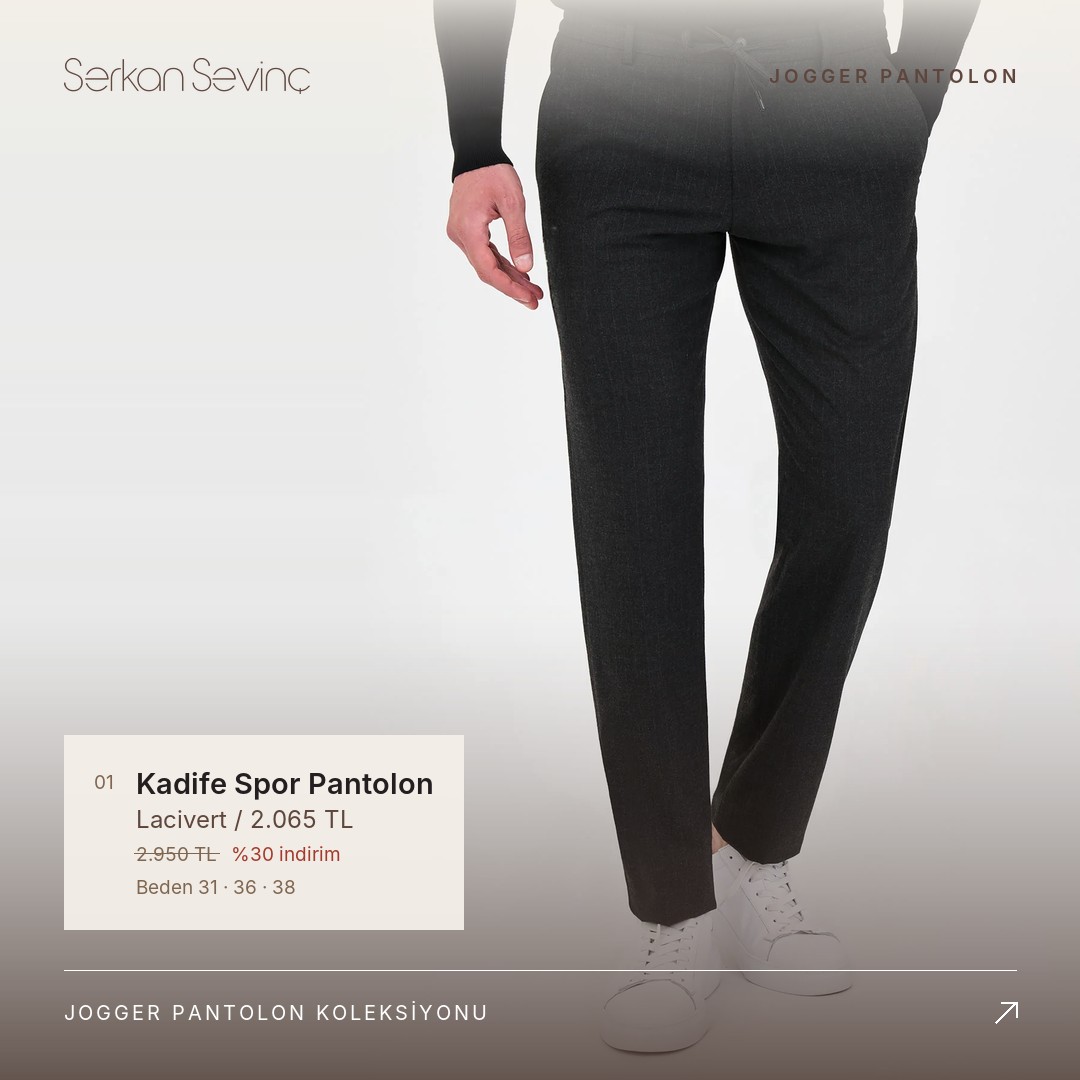 Serkan Sevinç
JOGGER PANTOLON
01 Kadife Spor Pantolon
Lacivert / 2.065 TL
2.950 TL %30 indirim
Beden 31 · 36 · 38
JOGGER PANTOLON KOLEKSİYONU